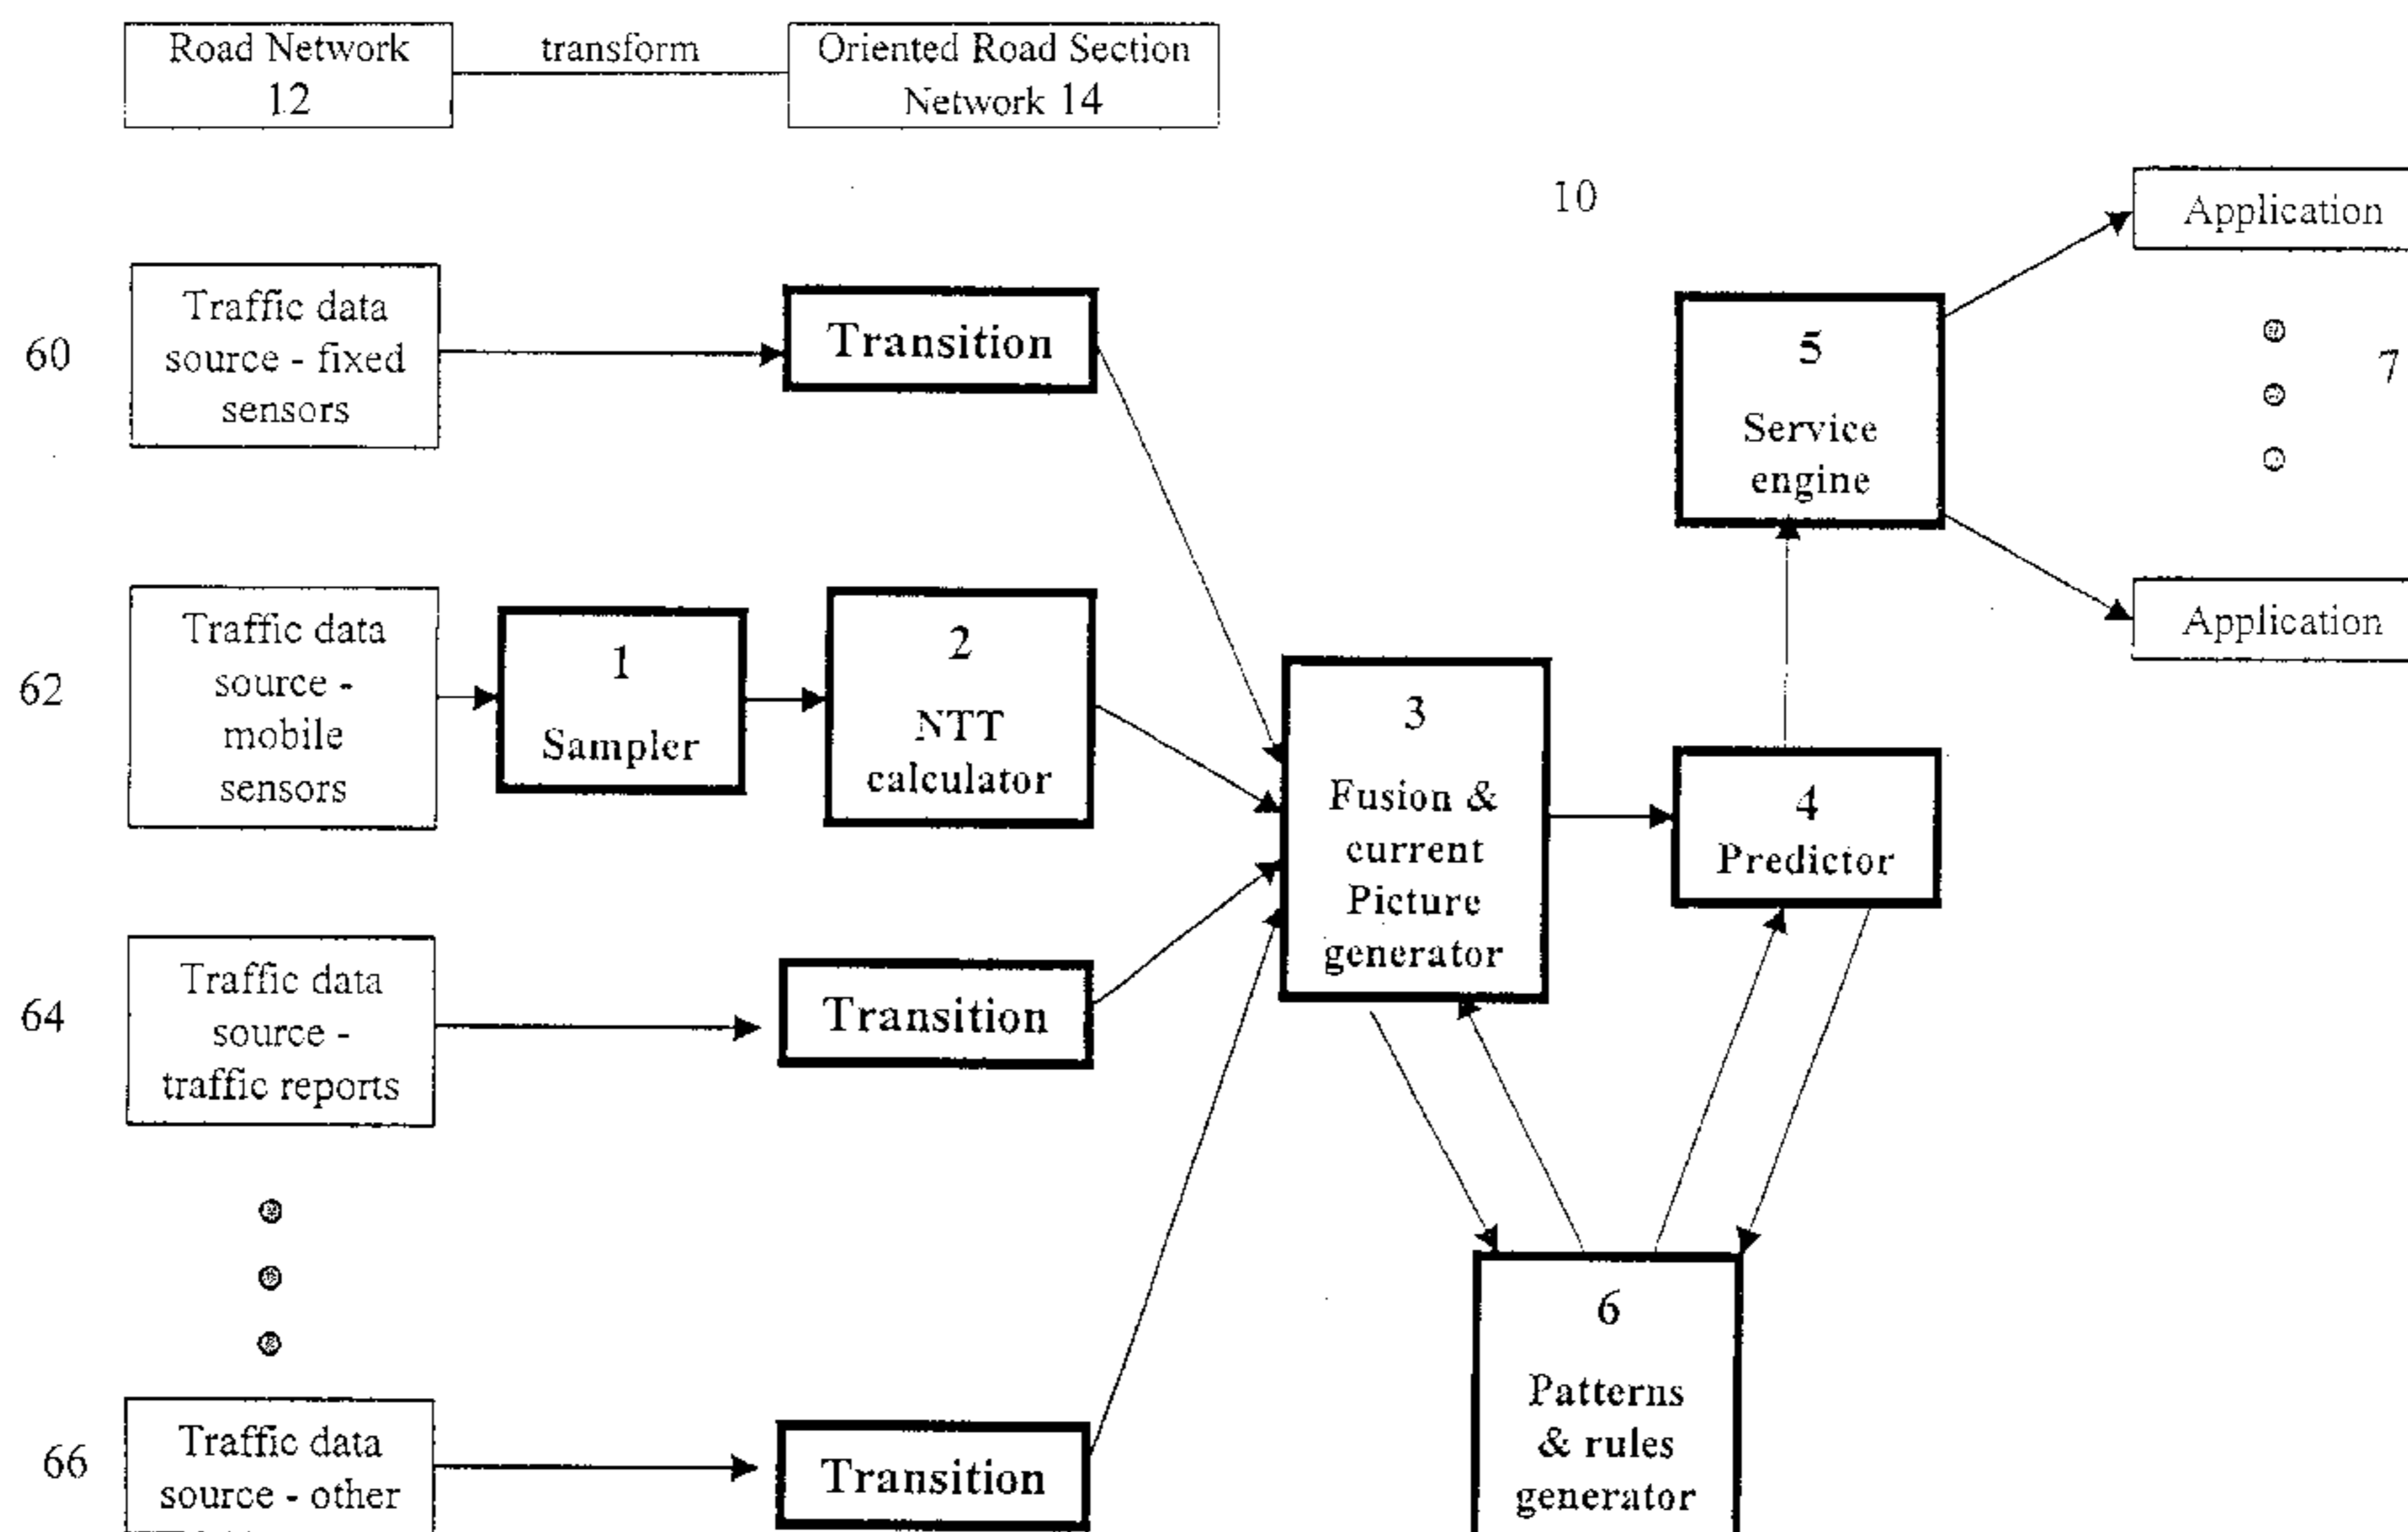 Road Network
12
transform
Oriented Road Section
Network 14
10
Application
60
Traffic data
source - fixed
sensors
Transition
5
Service
engine
7
Application
62
Traffic data
source -
mobile
sensors
1
Sampler
2
NTT
calculator
3
Fusion &
current
Picture
generator
4
Predictor
64
Traffic data
source -
traffic reports
Transition
6
Patterns
& rules
generator
66
Traffic data
source - other
Transition